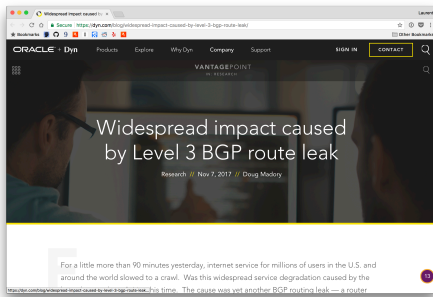 Widespread impact caused by
Laurent
Secure https://dyn.com/blog/widespread-impact-caused-by-level-3-bgp-route-leak/
Bookmarks
Other Bookmarks
ORACLE + Dyn
Products
Explore
Why Dyn
Company
Support
SIGN IN
CONTACT
VANTAGEPOINT
Widespread impact caused
by Level 3 BGP route leak
Research // Nov 7, 2017 // Doug Madory
For a little more than 90 minutes yesterday, internet service for millions of users in the U.S. and
around the world slowed to a crawl. Was this widespread service degradation caused by the
https://dyn.com/blog/widespread-impact-caused-by-level-3-bgp-route-leak...
his time. The cause was yet another BGP routing leak — a router
13